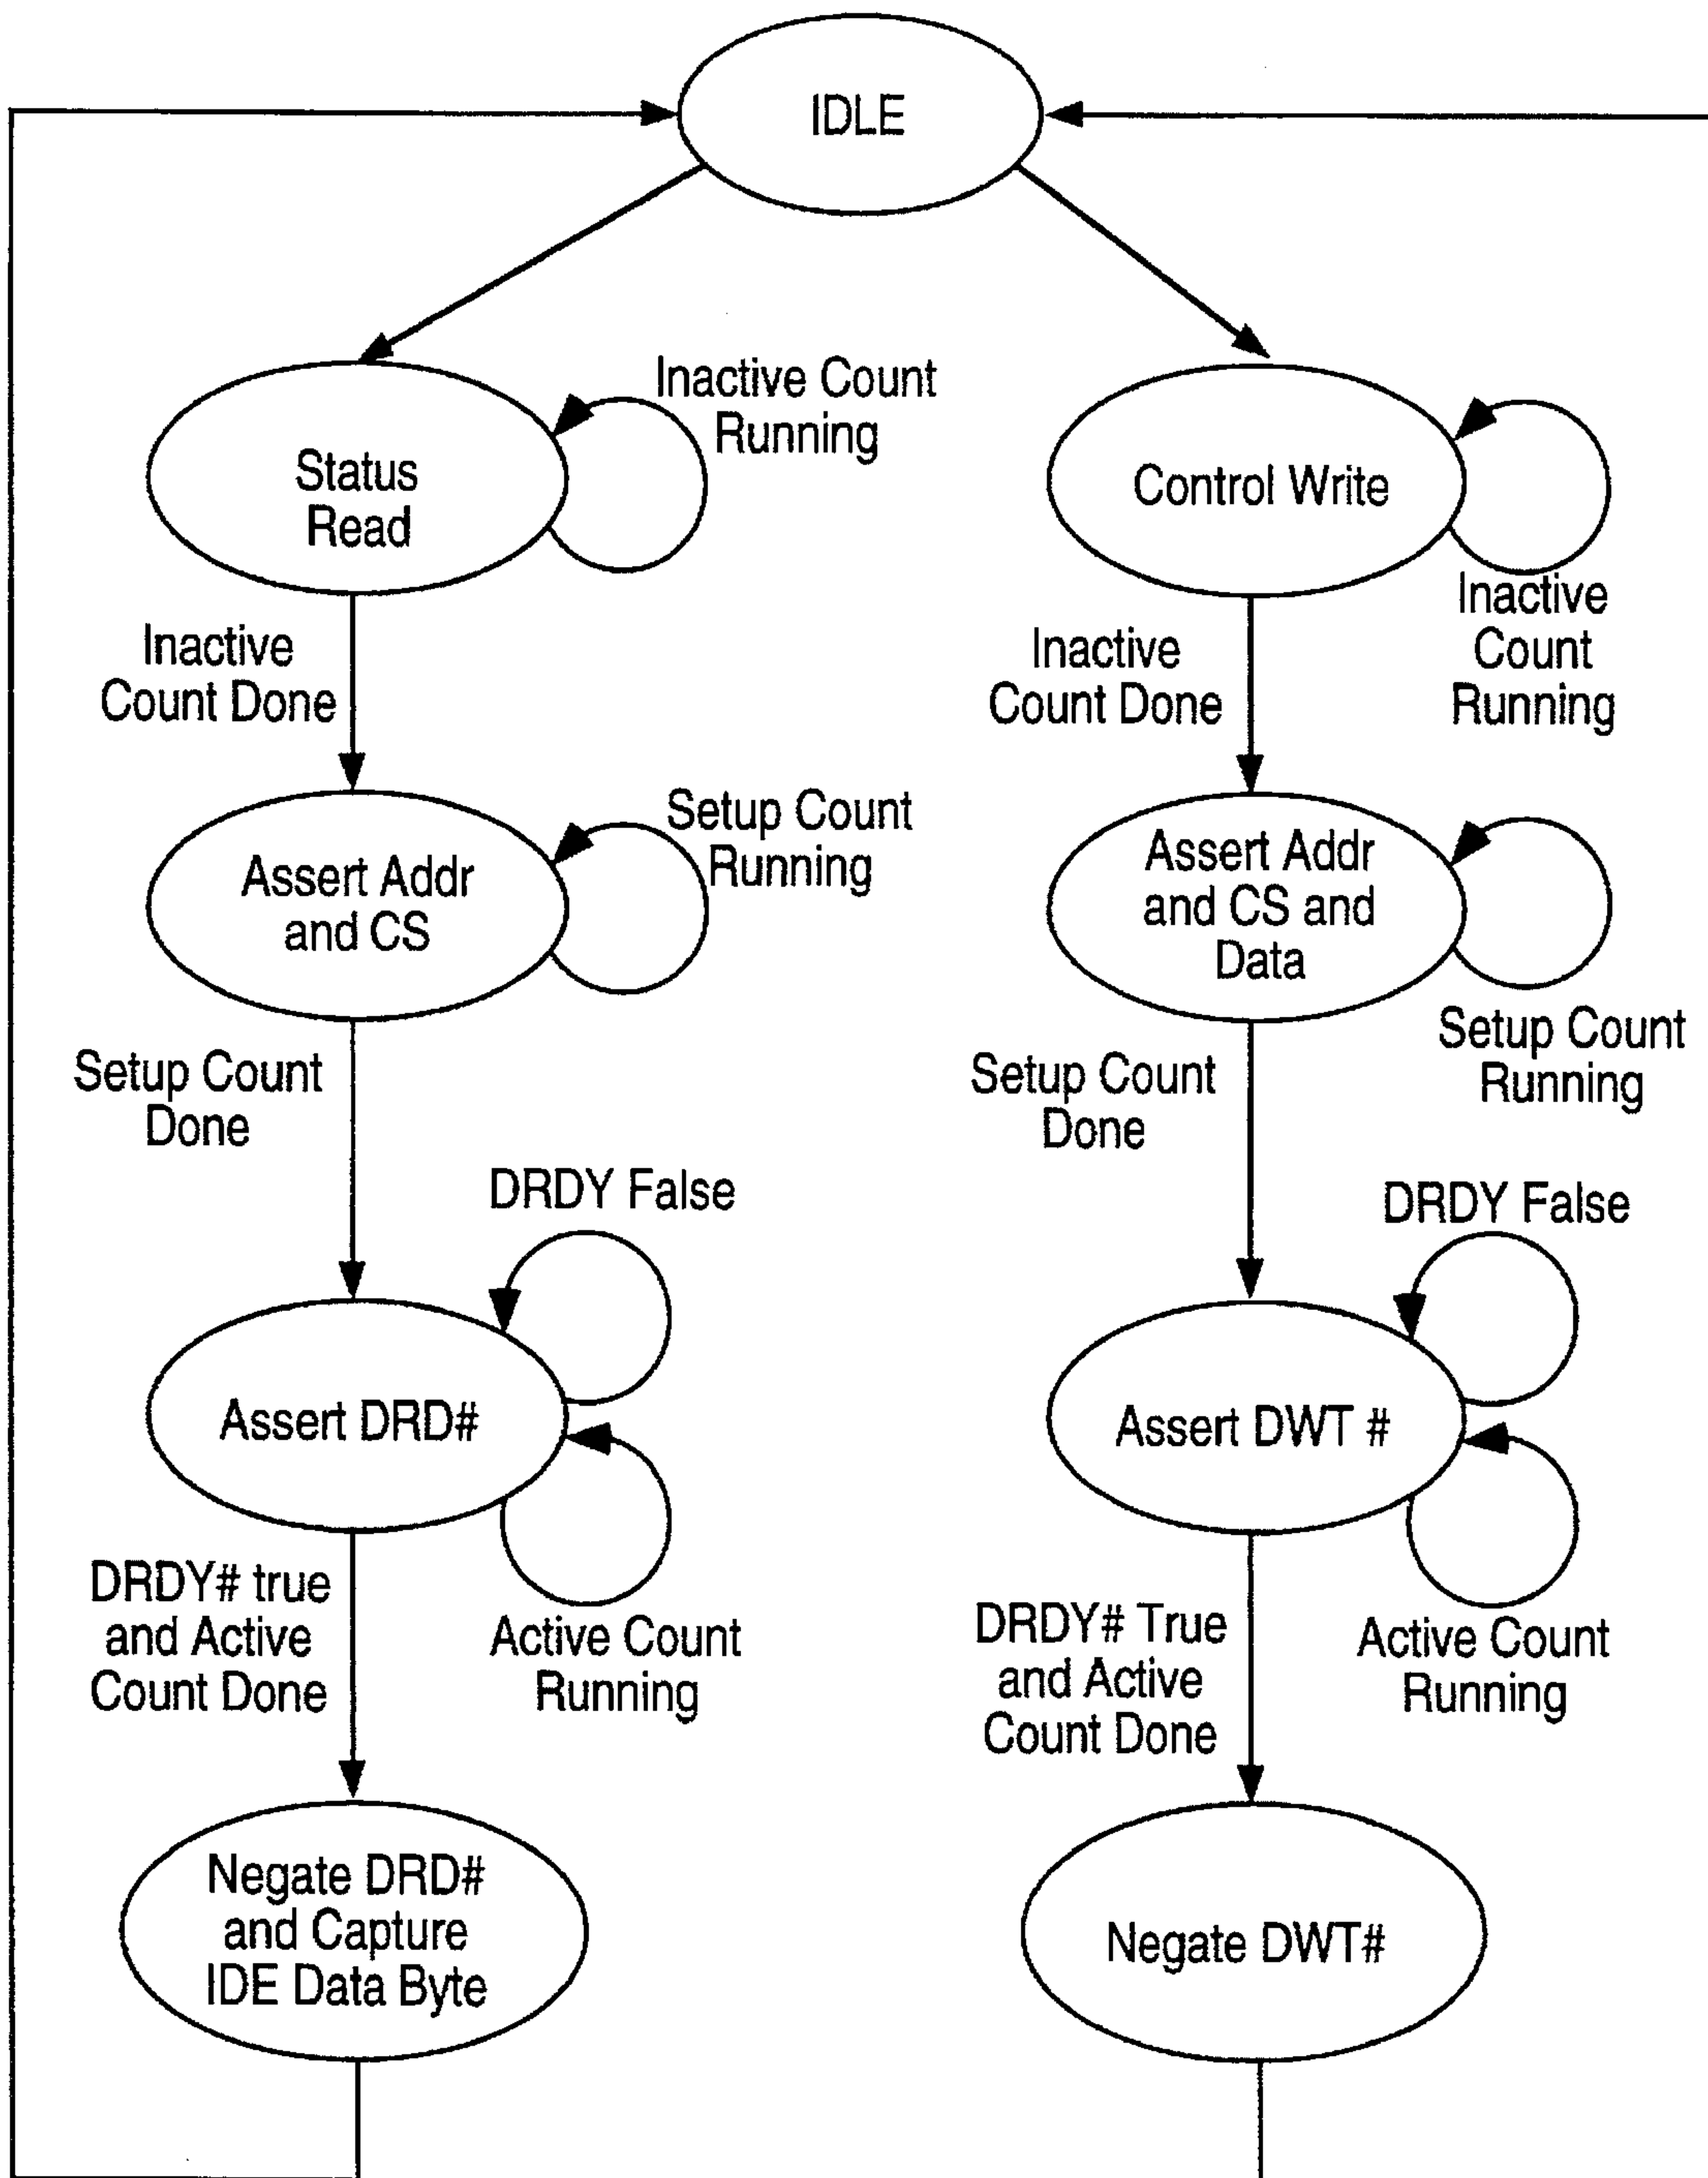 IDLE
Inactive Count
Running
Status
Read
Control Write
Inactive
Count
Running
Inactive
Count Done
Inactive
Count Done
Setup Count
Running
Assert Addr
and CS
Assert Addr
and CS and
Data
Setup Count
Running
Setup Count
Done
Setup Count
Done
DRDY False
DRDY False
Assert DRD#
Assert DWT #
DRDY# true
and Active
Count Done
Active Count
Running
DRDY# True
and Active
Count Done
Active Count
Running
Negate DRD#
and Capture
IDE Data Byte
Negate DWT#